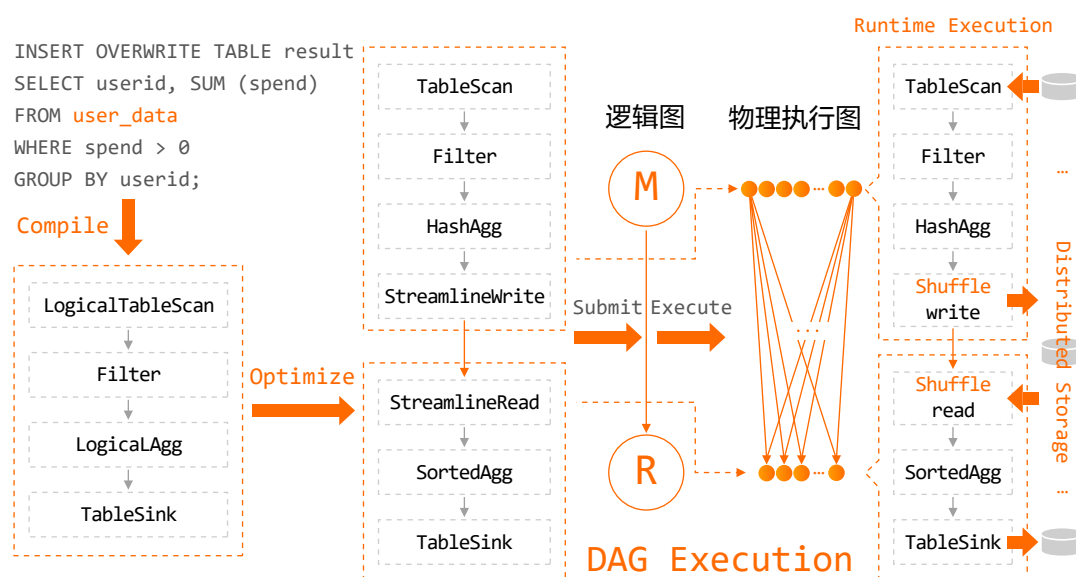 INSERT OVERWRITE TABLE result
SELECT userid, SUM (spend)
FROM user_data
WHERE spend > 0
GROUP BY userid;
Compile
LogicalTableScan
Filter
LogicaLAgg
TableSink
Optimize
TableScan
Filter
HashAgg
StreamlineWrite
StreamlineRead
SortedAgg
TableSink
Submit
Execute
逻辑图
物理执行图
M
R
...
...
...
...
DAG Execution
Runtime Execution
TableScan
Filter
HashAgg
Shuffle
write
Shuffle
read
SortedAgg
TableSink
...
Distributed Storage
...